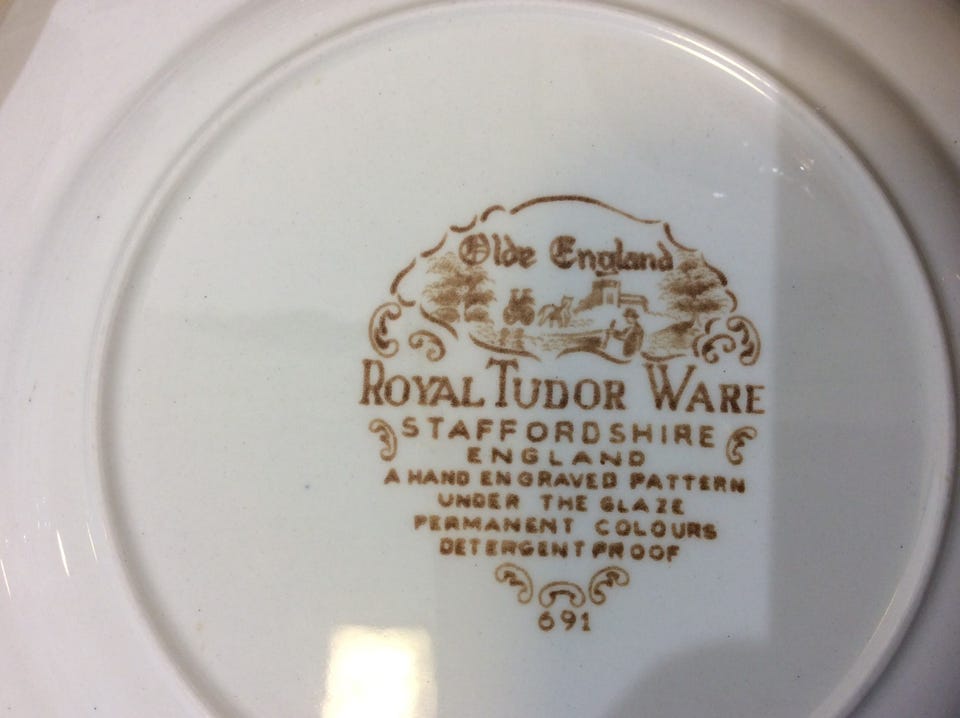 Olde England
ROYAL TUDOR WARE
STAFFORDSHIRE
ENGLAND
A HAND ENGRAVED PATTERN
UNDER THE GLAZE
PERMANENT COLOURS
DETERGENT PROOF
691